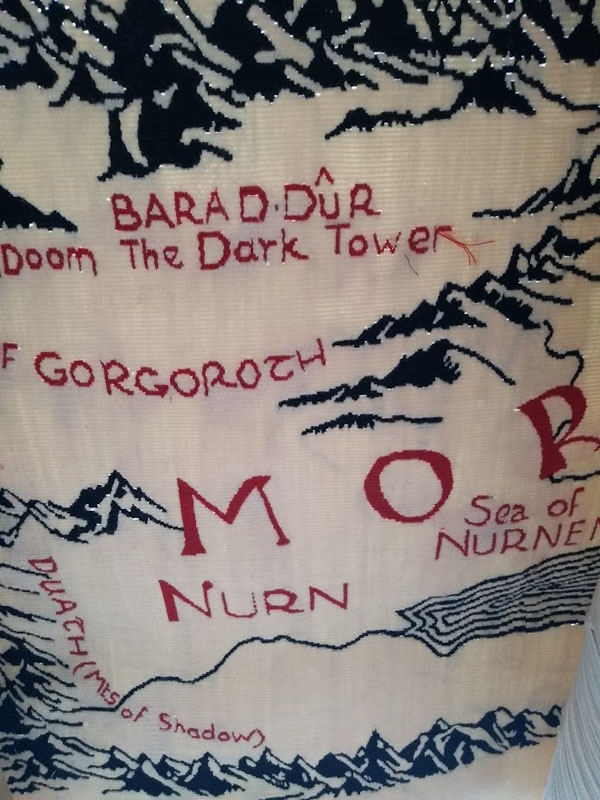 BARAD·DÛR
Doom The Dark Tower
F GORGOROTH
M O R
Sea of
NURNEN
NURN
DUATH (Mts of Shadow)